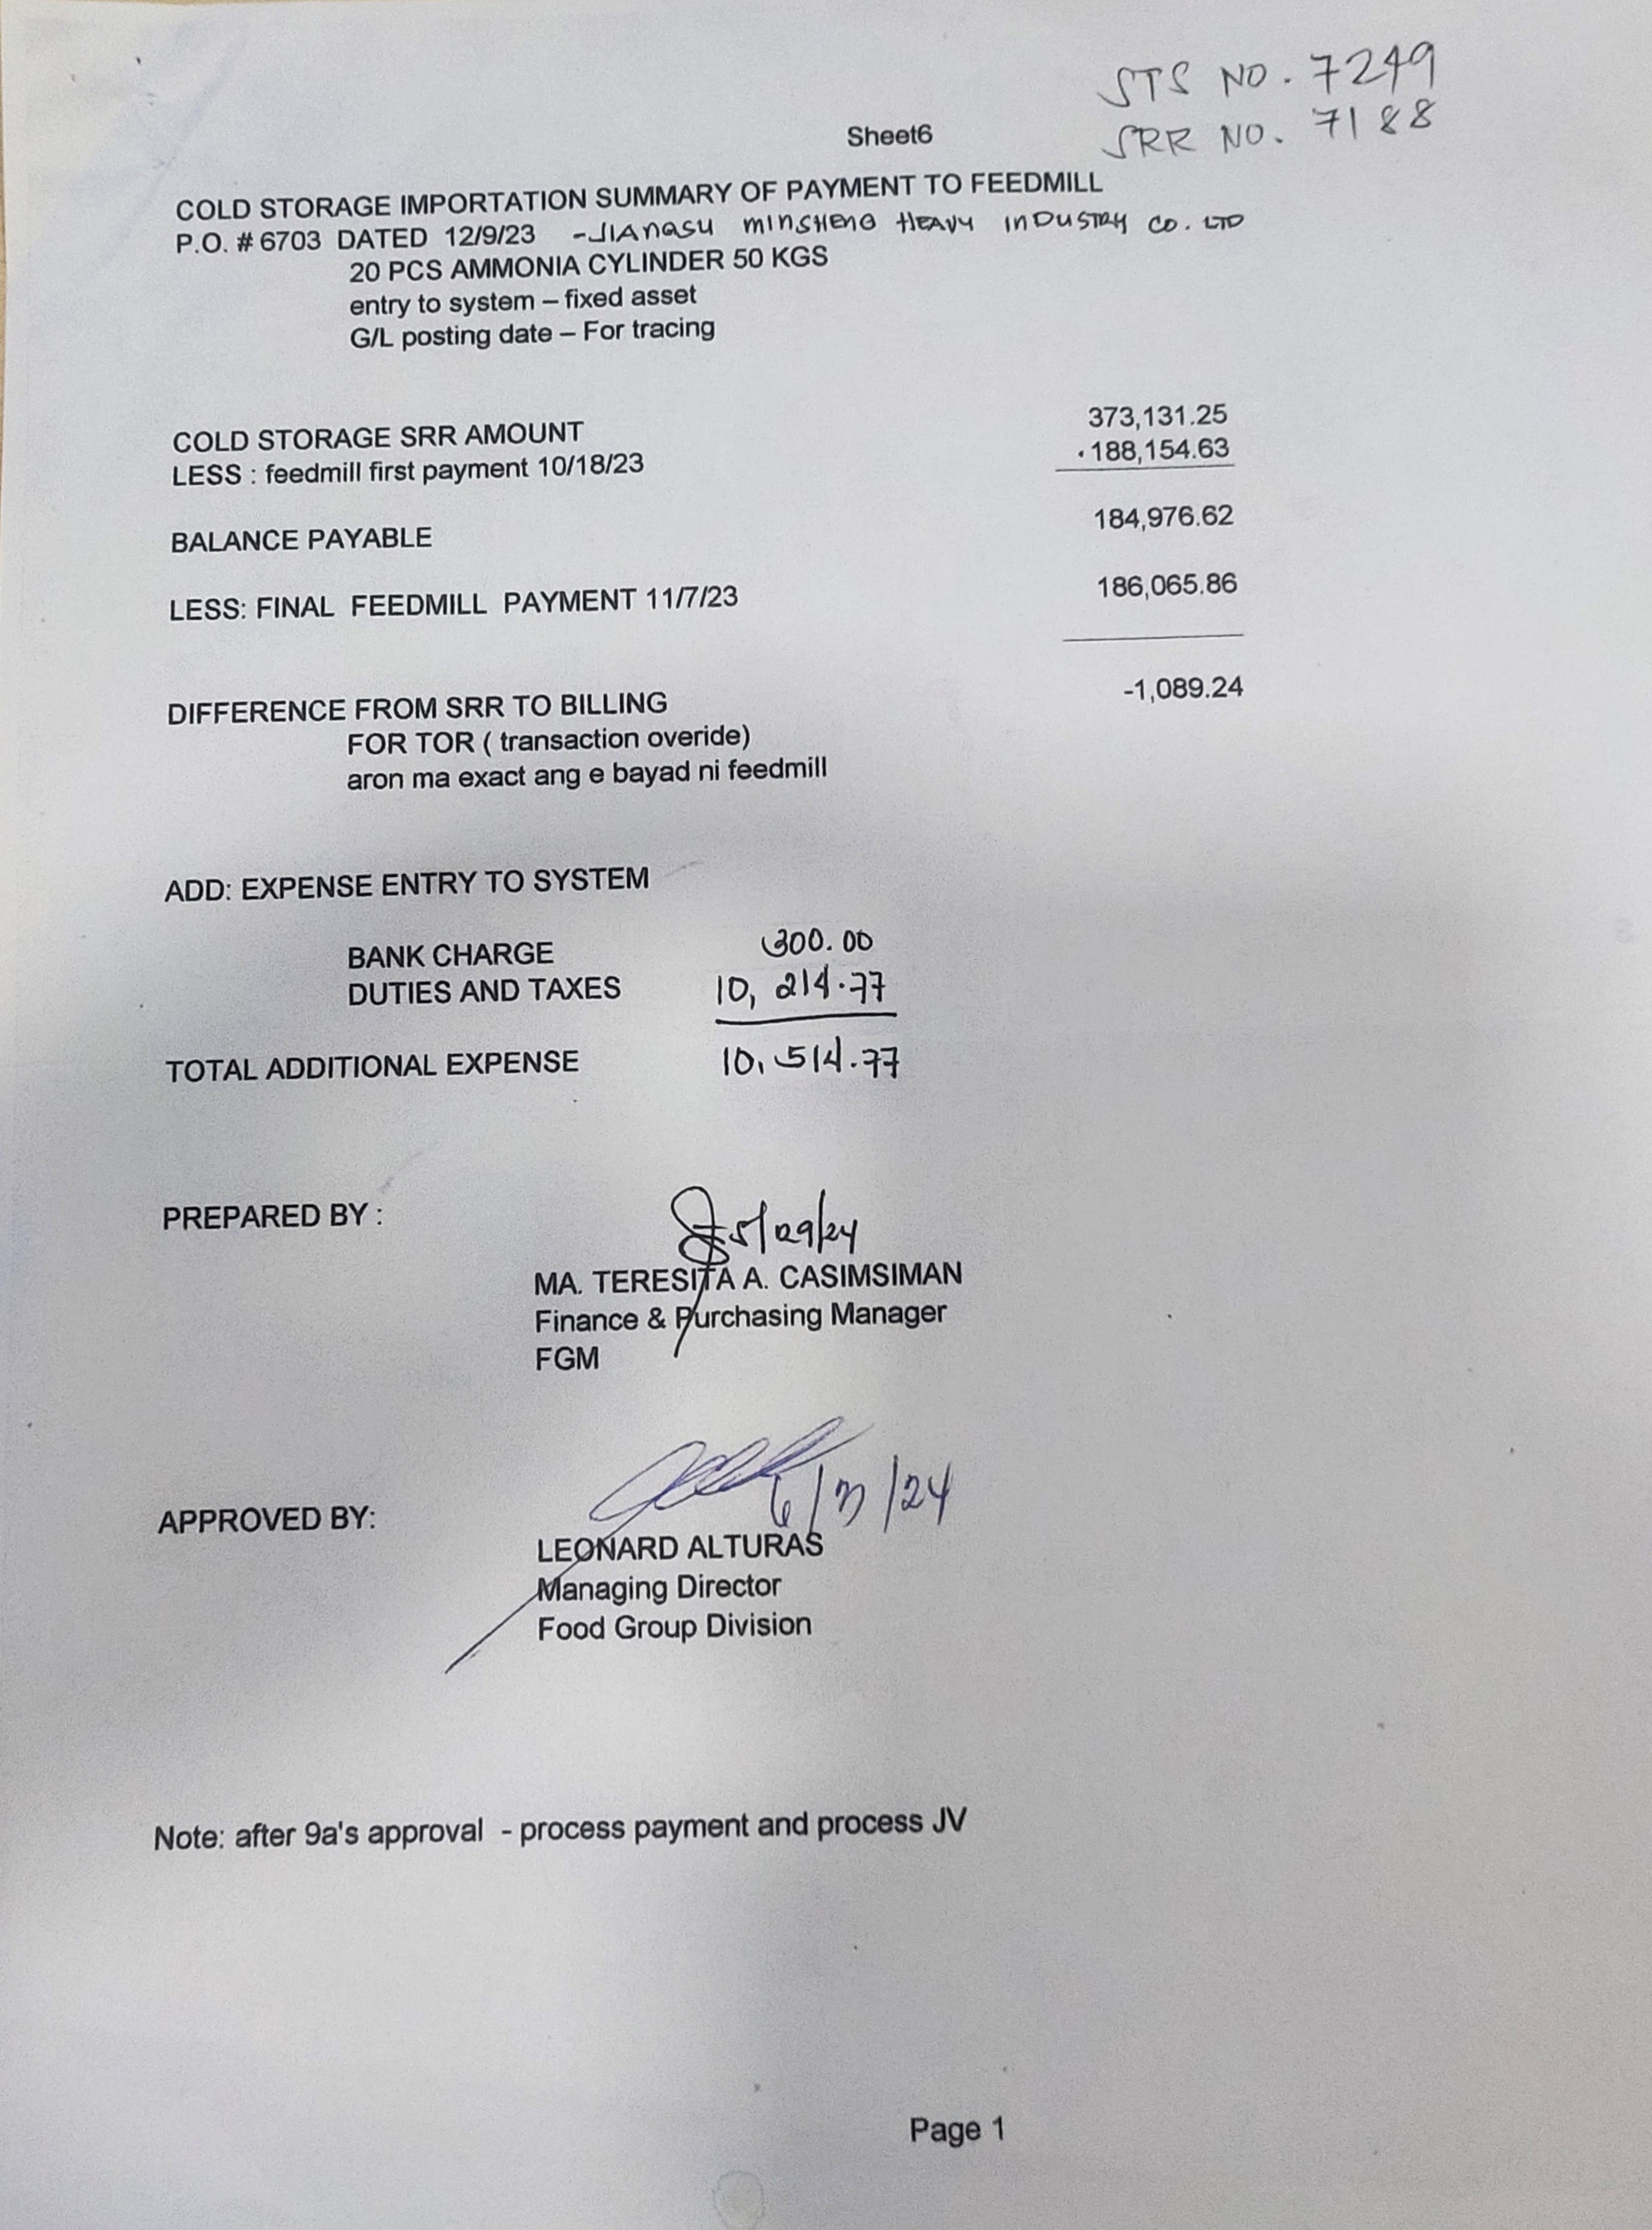 STS NO. 7249
SRR NO. 7188
Sheet6
COLD STORAGE IMPORTATION SUMMARY OF PAYMENT TO FEEDMILL
P.O. # 6703 DATED 12/9/23 -JIANGSU MINSHENG HEAVY INDUSTRY CO. LTD
20 PCS AMMONIA CYLINDER 50 KGS
entry to system – fixed asset
G/L posting date – For tracing
COLD STORAGE SRR AMOUNT 373,131.25
LESS : feedmill first payment 10/18/23 188,154.63
BALANCE PAYABLE 184,976.62
LESS: FINAL FEEDMILL PAYMENT 11/7/23 186,065.86
DIFFERENCE FROM SRR TO BILLING -1,089.24
FOR TOR ( transaction overide)
aron ma exact ang e bayad ni feedmill
ADD: EXPENSE ENTRY TO SYSTEM
BANK CHARGE 300.00
DUTIES AND TAXES 10,214.77
TOTAL ADDITIONAL EXPENSE 10,514.77
PREPARED BY : 5/29/24
MA. TERESITA A. CASIMSIMAN
Finance & Purchasing Manager
FGM
APPROVED BY: 6/3/24
LEONARD ALTURAS
Managing Director
Food Group Division
Note: after 9a's approval - process payment and process JV
Page 1